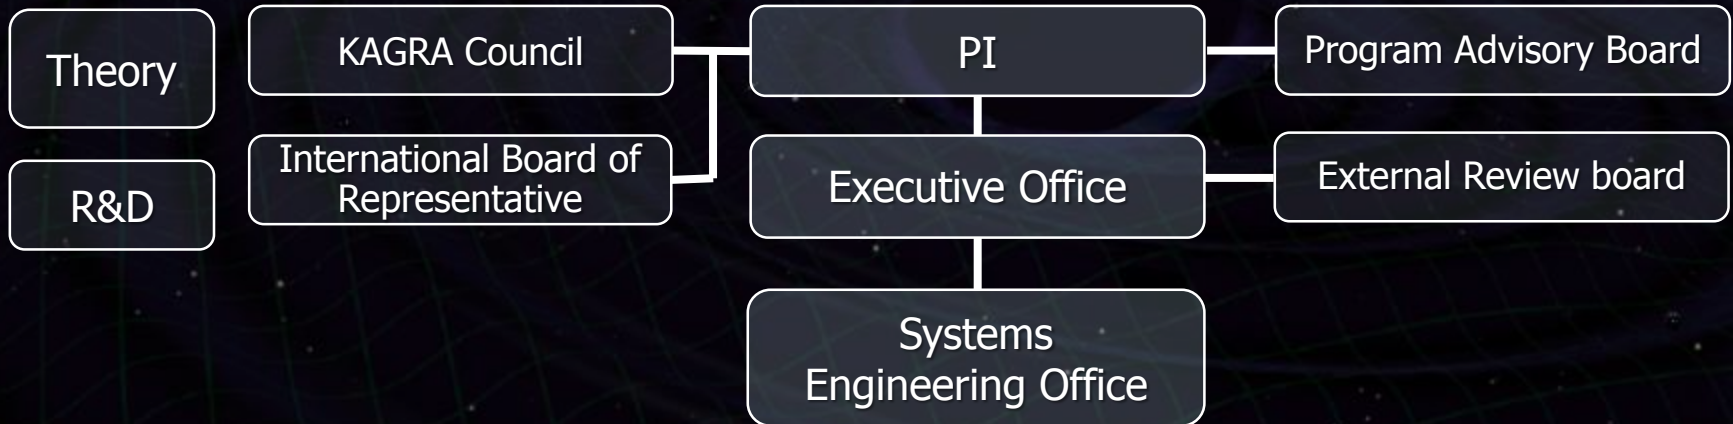 Theory
KAGRA Council
PI
Program Advisory Board
R&D
International Board of
Representative
Executive Office
External Review board
Systems
Engineering Office